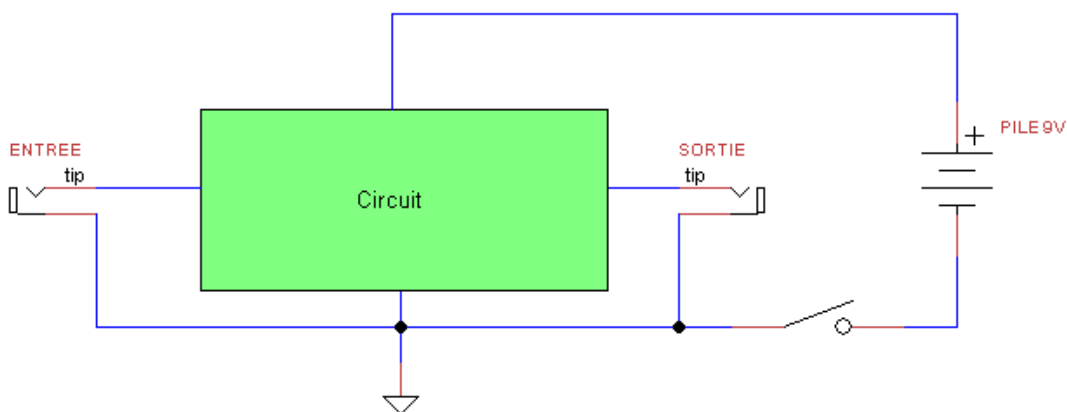 ENTREE
tip
Circuit
SORTIE
tip
+
PILE9V